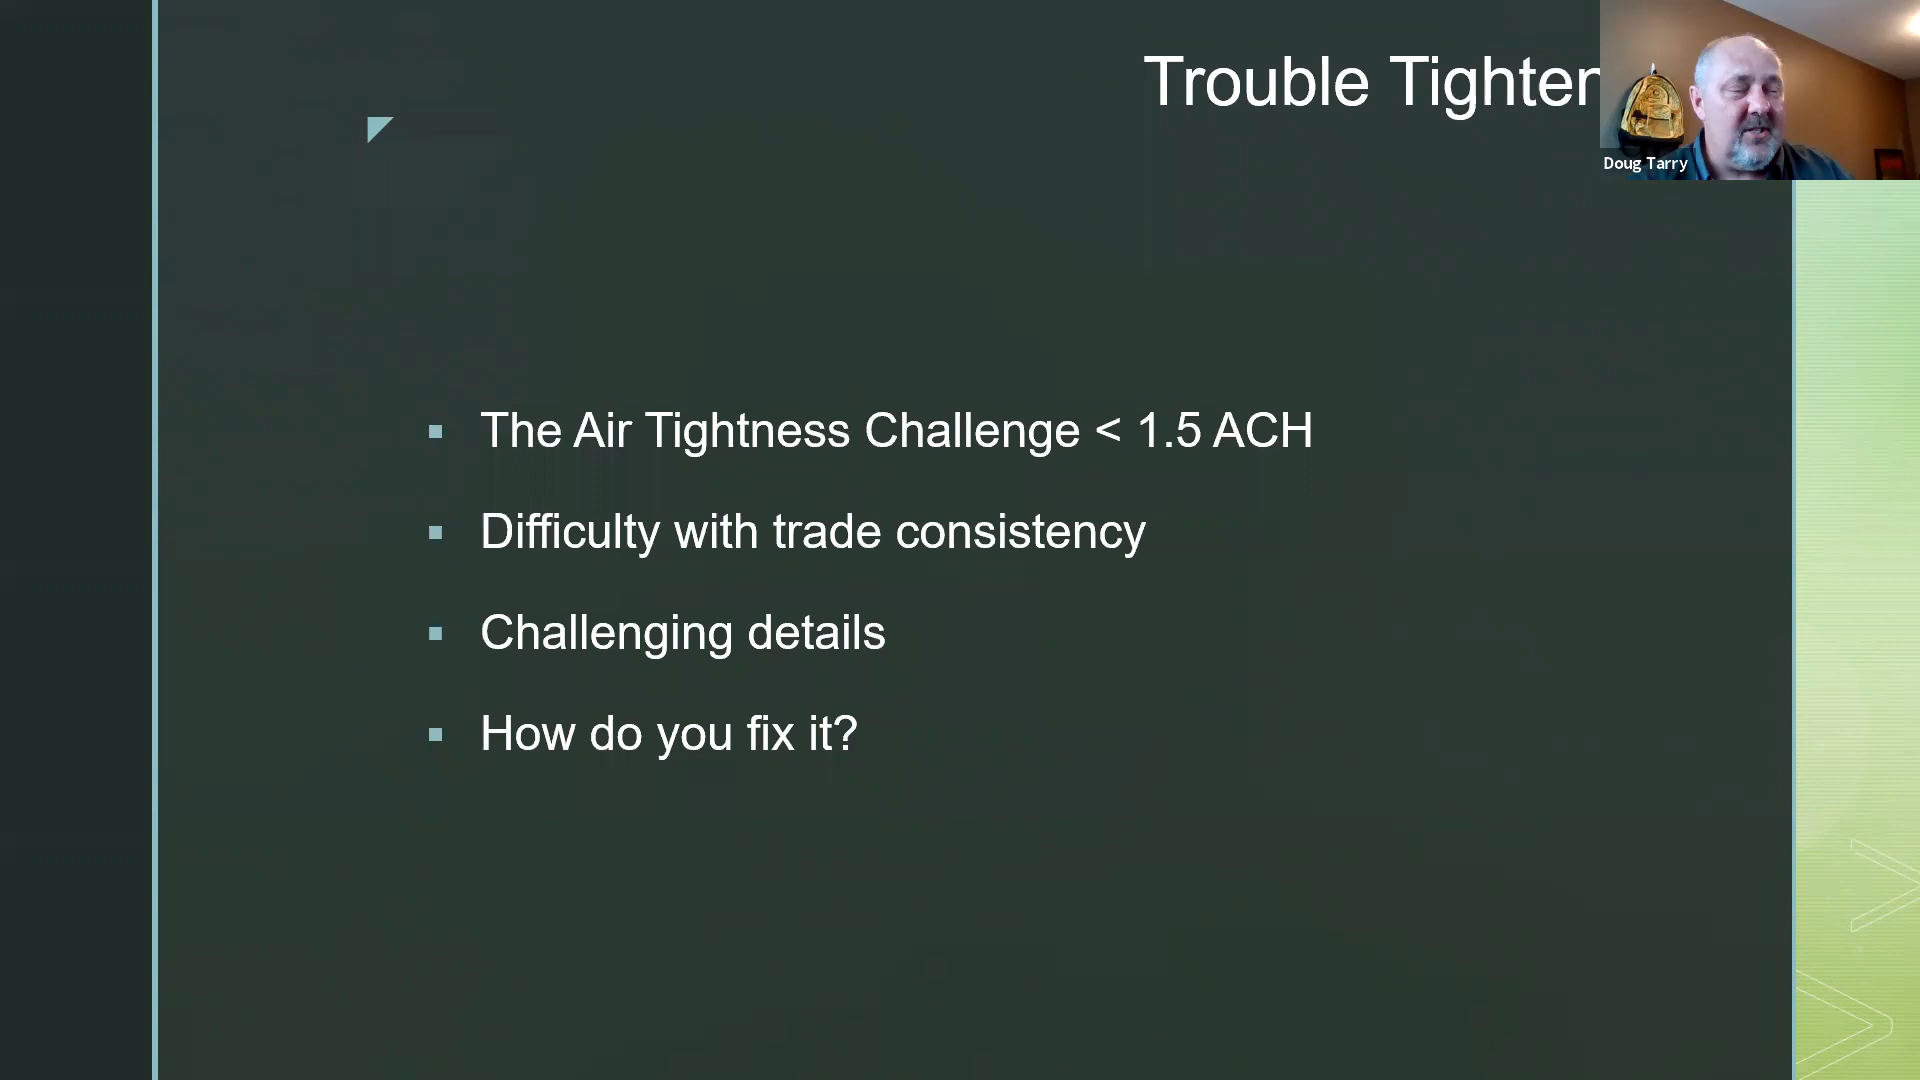 Trouble Tighten
Doug Tarry
The Air Tightness Challenge < 1.5 ACH
Difficulty with trade consistency
Challenging details
How do you fix it?